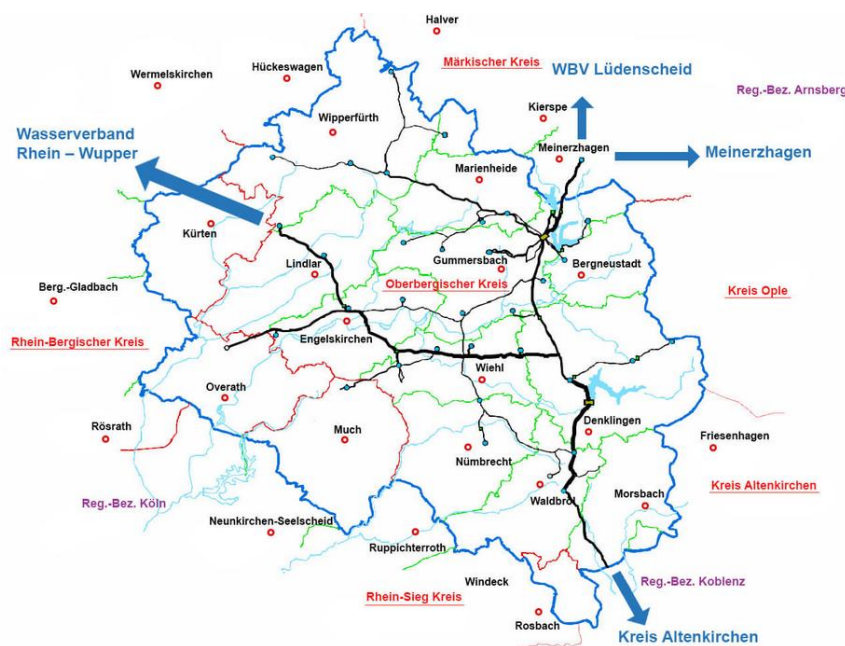 Halver
Märkischer Kreis
WBV Lüdenscheid
Hückeswagen
Wermelskirchen
Reg.-Bez. Arnsberg
Kierspe
Wipperfürth
Wasserverband
Rhein – Wupper
Meinerzhagen
Meinerzhagen
Marienheide
Kürten
Gummersbach
Lindlar
Bergneustadt
Oberbergischer Kreis
Kreis Ople
Berg.-Gladbach
Engelskirchen
Rhein-Bergischer Kreis
Wiehl
Overath
Rösrath
Much
Denklingen
Friesenhagen
Nümbrecht
Kreis Altenkirchen
Waldbröl
Morsbach
Reg.-Bez. Köln
Neunkirchen-Seelscheid
Ruppichterroth
Windeck
Reg.-Bez. Koblenz
Rhein-Sieg Kreis
Rosbach
Kreis Altenkirchen